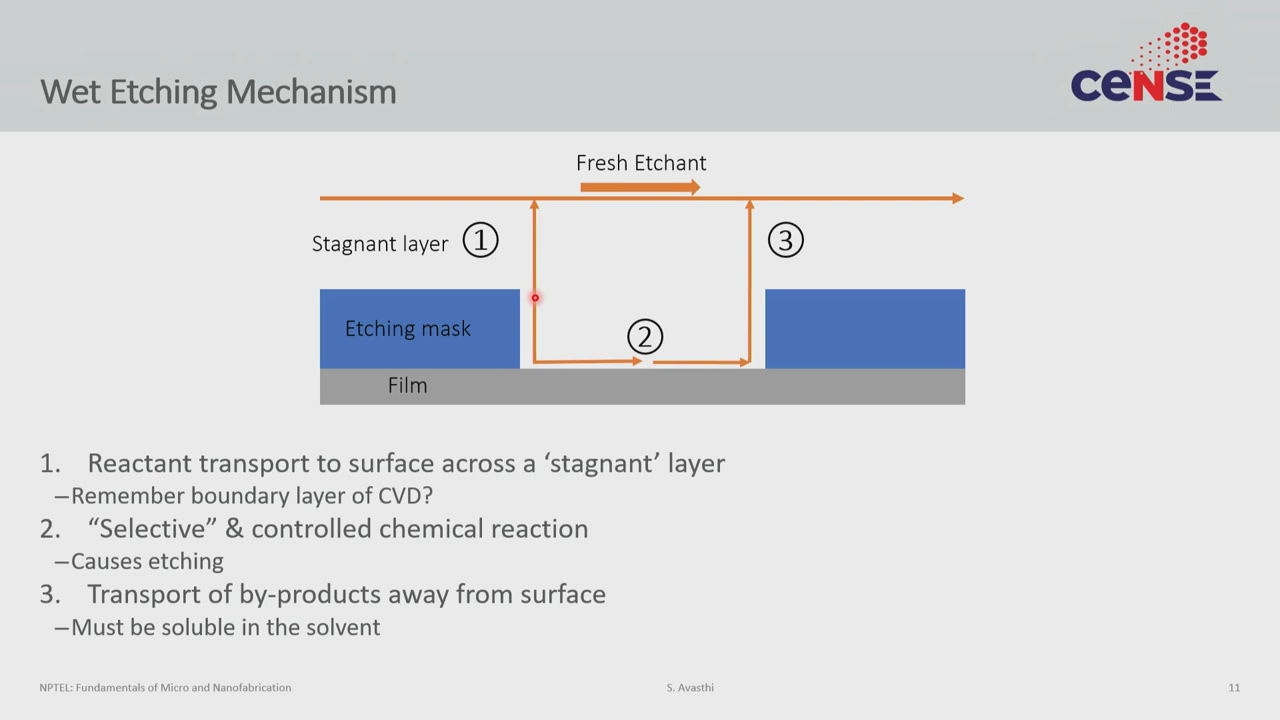 Wet Etching Mechanism
ceNSE
Fresh Etchant
Stagnant layer
1
3
Etching mask
2
Film
1. Reactant transport to surface across a ‘stagnant’ layer
–Remember boundary layer of CVD?
2. “Selective” & controlled chemical reaction
–Causes etching
3. Transport of by-products away from surface
–Must be soluble in the solvent
NPTEL: Fundamentals of Micro and Nanofabrication
S. Avasthi
11